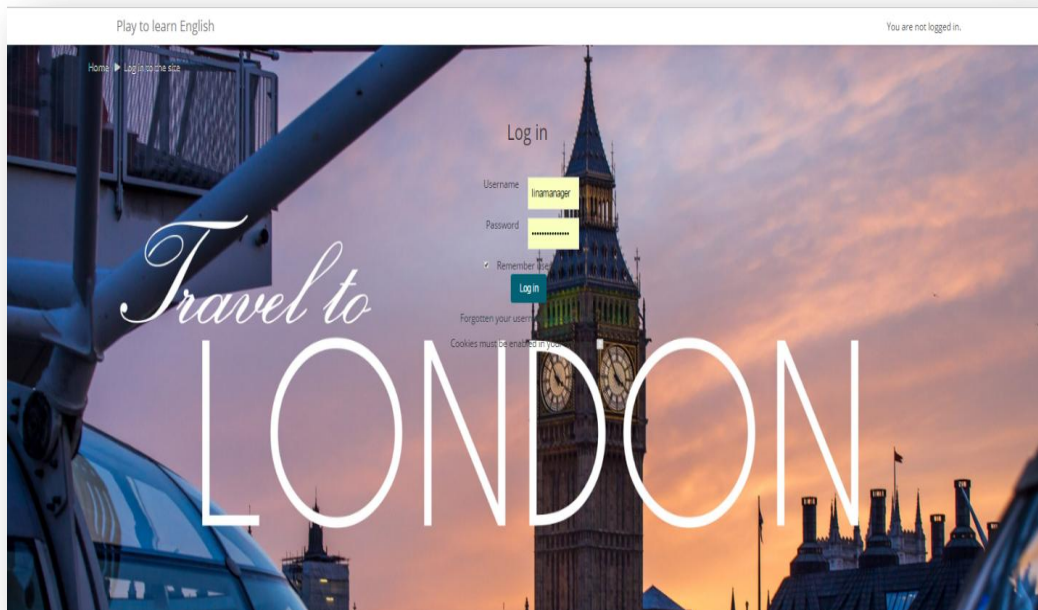 Play to learn English
You are not logged in.
Home ▶ Log in to the site
Log in
Username
linamanager
Password
••••••••••••••
Remember
Log in
Forgotten your
Cookies must be enabled in your
Travel to
LONDON